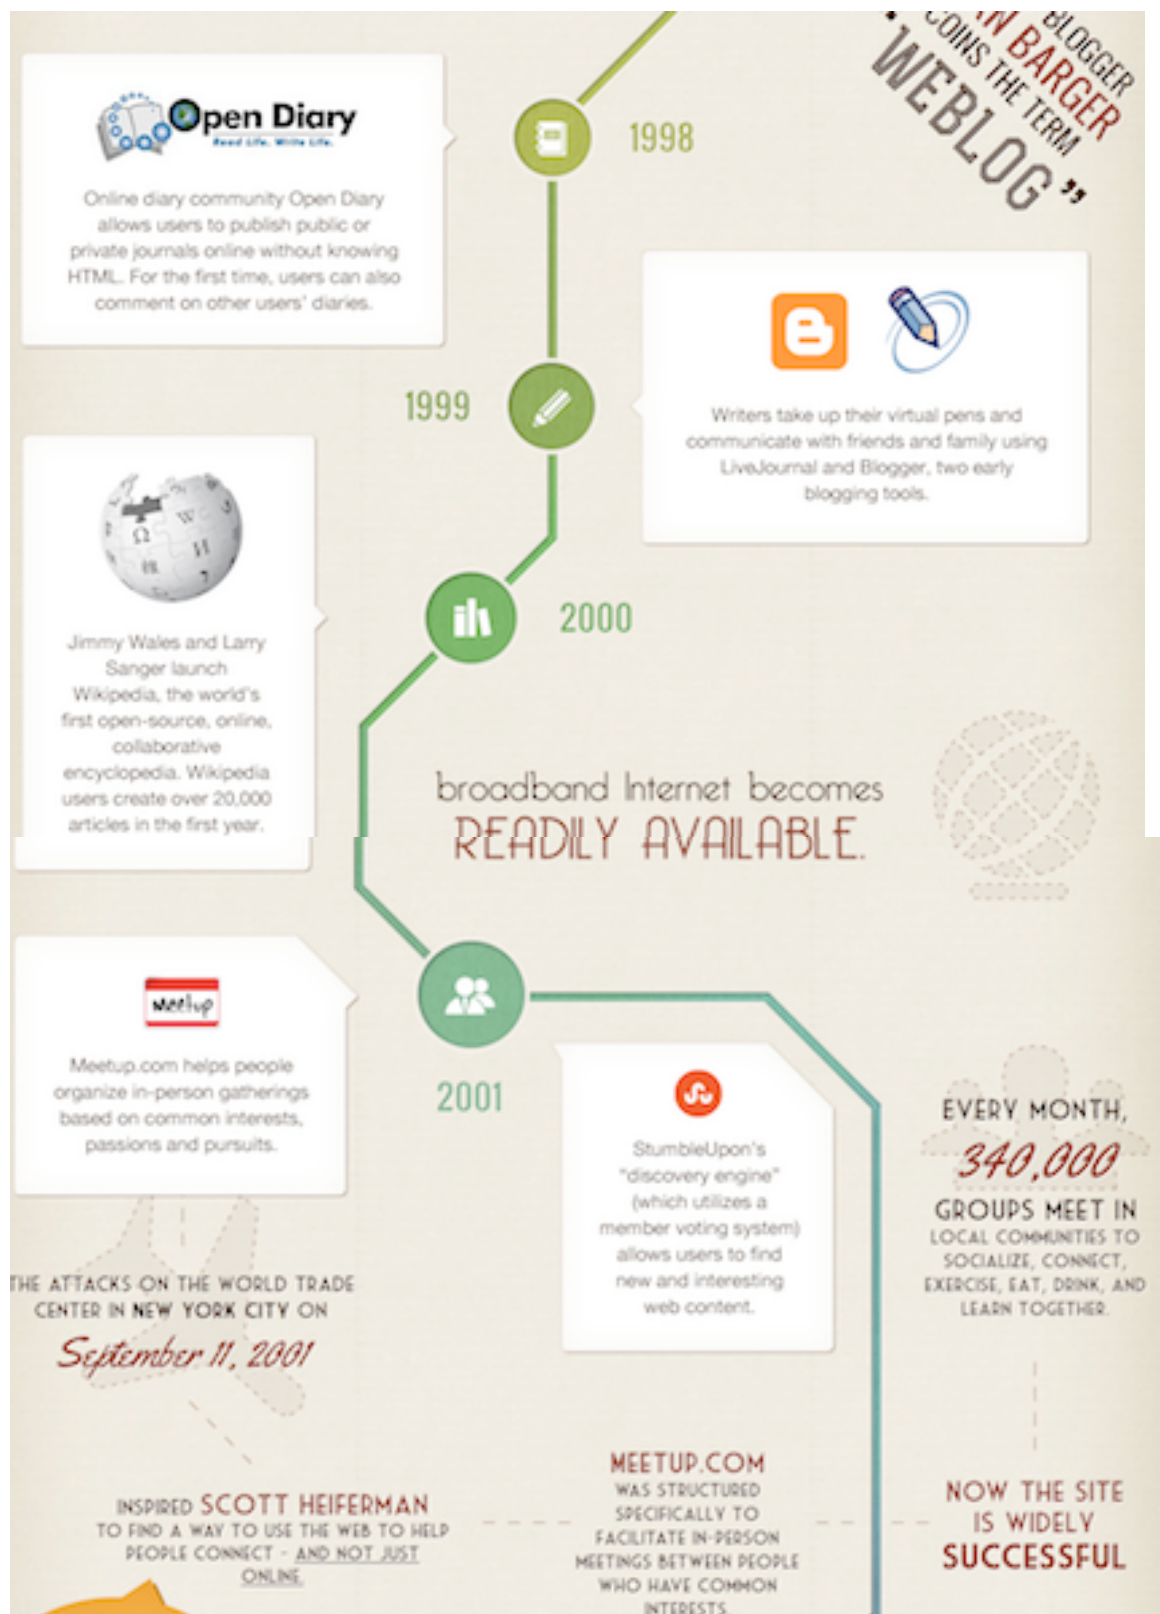 BLOGGER
BARGER
COINS THE TERM
"WEBLOG"
Open Diary
Read Life. Write Life.
1998
Online diary community Open Diary
allows users to publish public or
private journals online without knowing
HTML. For the first time, users can also
comment on other users' diaries.
1999
Writers take up their virtual pens and
communicate with friends and family using
LiveJournal and Blogger, two early
blogging tools.
2000
Jimmy Wales and Larry
Sanger launch
Wikipedia, the world's
first open-source, online,
collaborative
encyclopedia. Wikipedia
users create over 20,000
articles in the first year.
broadband Internet becomes
READILY AVAILABLE.
Meetup
Meetup.com helps people
organize in-person gatherings
based on common interests,
passions and pursuits.
2001
StumbleUpon's
"discovery engine"
(which utilizes a
member voting system)
allows users to find
new and interesting
web content.
EVERY MONTH,
340,000
GROUPS MEET IN
LOCAL COMMUNITIES TO
SOCIALIZE, CONNECT,
EXERCISE, EAT, DRINK, AND
LEARN TOGETHER.
THE ATTACKS ON THE WORLD TRADE
CENTER IN NEW YORK CITY ON
September 11, 2001
INSPIRED SCOTT HEIFERMAN
TO FIND A WAY TO USE THE WEB TO HELP
PEOPLE CONNECT - AND NOT JUST
ONLINE.
MEETUP.COM
WAS STRUCTURED
SPECIFICALLY TO
FACILITATE IN-PERSON
MEETINGS BETWEEN PEOPLE
WHO HAVE COMMON
INTERESTS.
NOW THE SITE
IS WIDELY
SUCCESSFUL